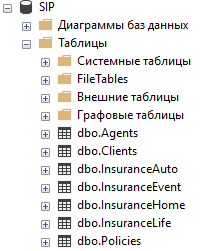 SIP
Диаграммы баз данных
Таблицы
Системные таблицы
FileTables
Внешние таблицы
Графовые таблицы
dbo.Agents
dbo.Clients
dbo.InsuranceAuto
dbo.InsuranceEvent
dbo.InsuranceHome
dbo.InsuranceLife
dbo.Policies